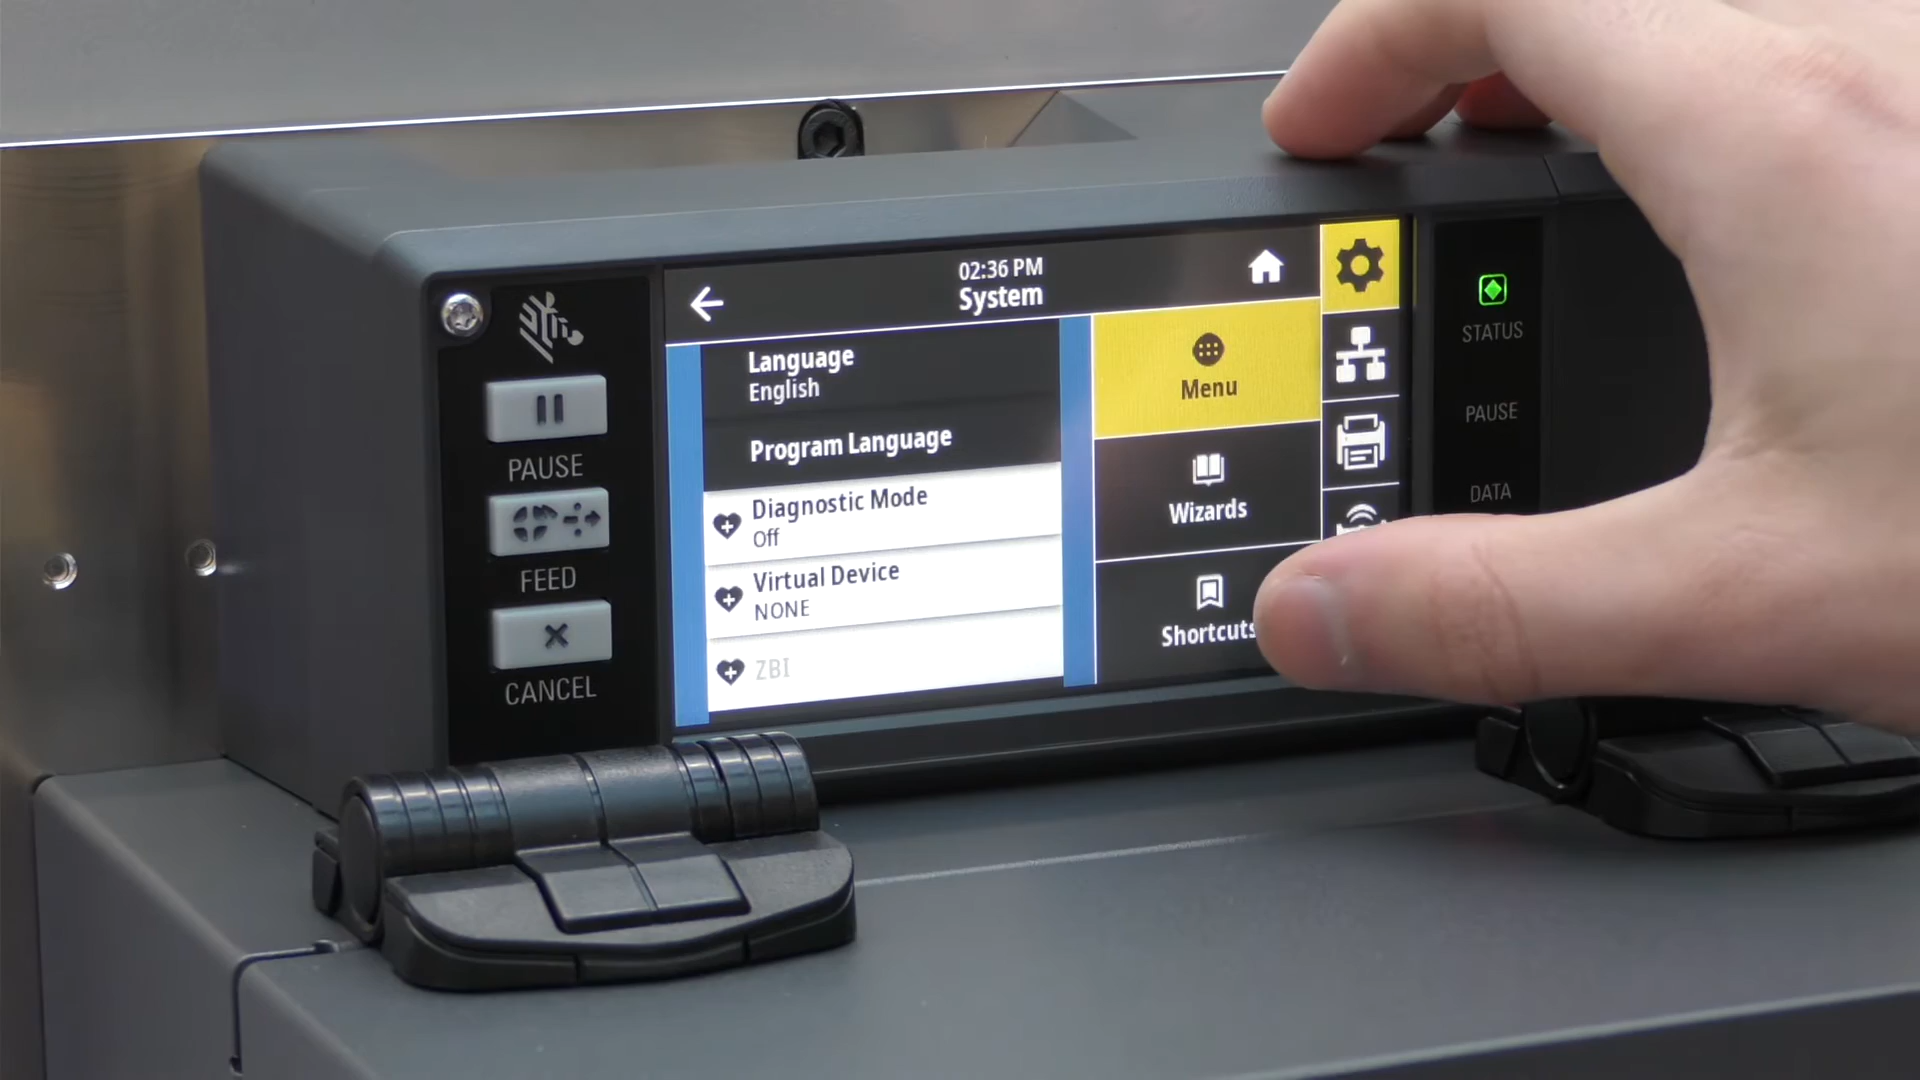 PAUSE
FEED
CANCEL
02:36 PM
System
Language
English
Program Language
Diagnostic Mode
Off
Virtual Device
NONE
ZBI
Menu
Wizards
Shortcuts
STATUS
PAUSE
DATA